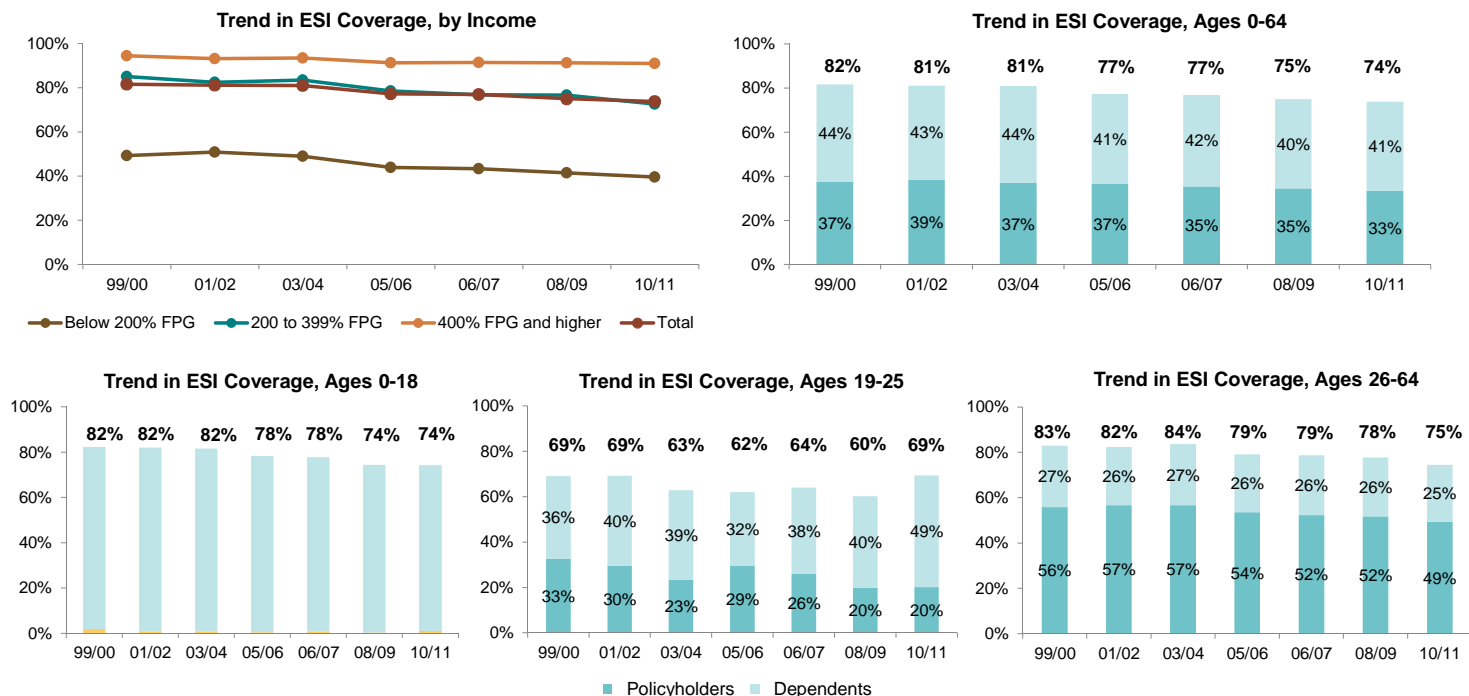 Trend in ESI Coverage, by Income
100%
80%
60%
40%
20%
0%
99/00 01/02 03/04 05/06 06/07 08/09 10/11
Below 200% FPG 200 to 399% FPG 400% FPG and higher Total
Trend in ESI Coverage, Ages 0-64
100%
80%
60%
40%
20%
0%
82% 81% 81% 77% 77% 75% 74%
44% 43% 44% 41% 42% 40% 41%
37% 39% 37% 37% 35% 35% 33%
99/00 01/02 03/04 05/06 06/07 08/09 10/11
Trend in ESI Coverage, Ages 0-18
100%
80%
60%
40%
20%
0%
82% 82% 82% 78% 78% 74% 74%
99/00 01/02 03/04 05/06 06/07 08/09 10/11
Trend in ESI Coverage, Ages 19-25
100%
80%
60%
40%
20%
0%
69% 69% 63% 62% 64% 60% 69%
36% 40% 39% 32% 38% 40% 49%
33% 30% 23% 29% 26% 20% 20%
99/00 01/02 03/04 05/06 06/07 08/09 10/11
Trend in ESI Coverage, Ages 26-64
100%
80%
60%
40%
20%
0%
83% 82% 84% 79% 79% 78% 75%
27% 26% 27% 26% 26% 26% 25%
56% 57% 57% 54% 52% 52% 49%
99/00 01/02 03/04 05/06 06/07 08/09 10/11
Policyholders Dependents